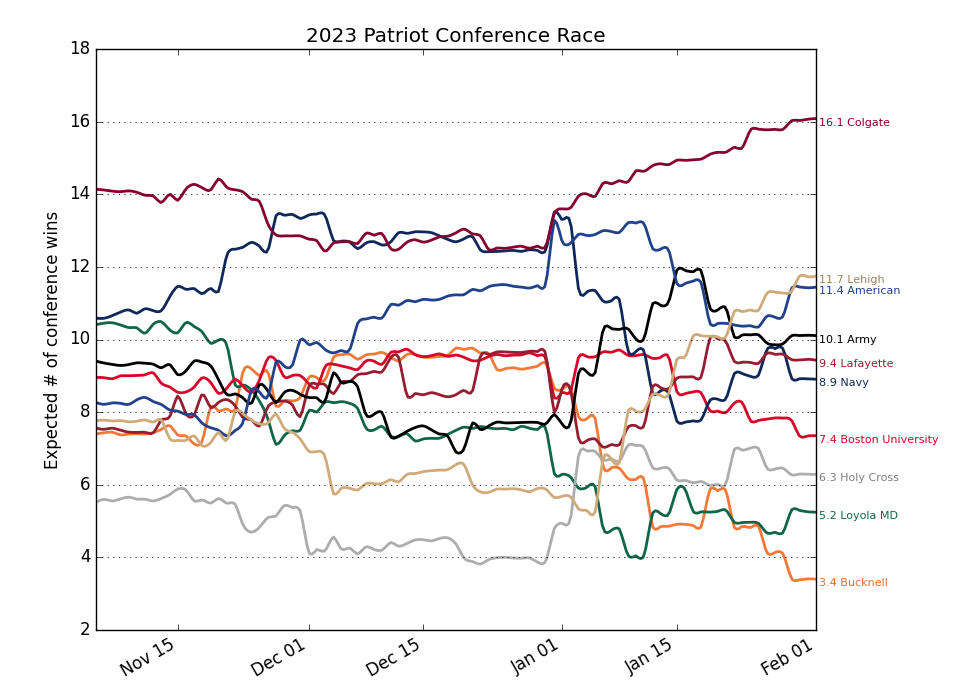 2023 Patriot Conference Race
Expected # of conference wins
18
16
14
12
10
8
6
4
2
16.1 Colgate
11.7 Lehigh
11.4 American
10.1 Army
9.4 Lafayette
8.9 Navy
7.4 Boston University
6.3 Holy Cross
5.2 Loyola MD
3.4 Bucknell
Nov 15
Dec 01
Dec 15
Jan 01
Jan 15
Feb 01